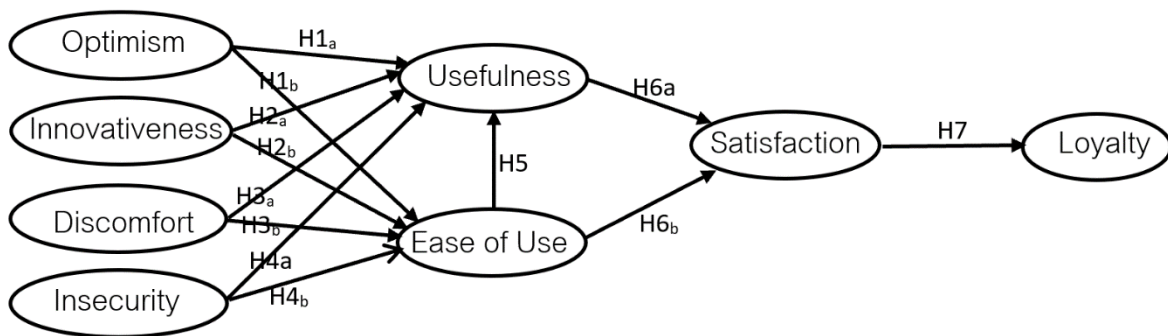 Optimism
H1a
H1b
Usefulness
H6a
Innovativeness
H2a
H2b
H5
Satisfaction
H7
Loyalty
H3a
Discomfort
H3b
Ease of Use
H6b
H4a
Insecurity
H4b